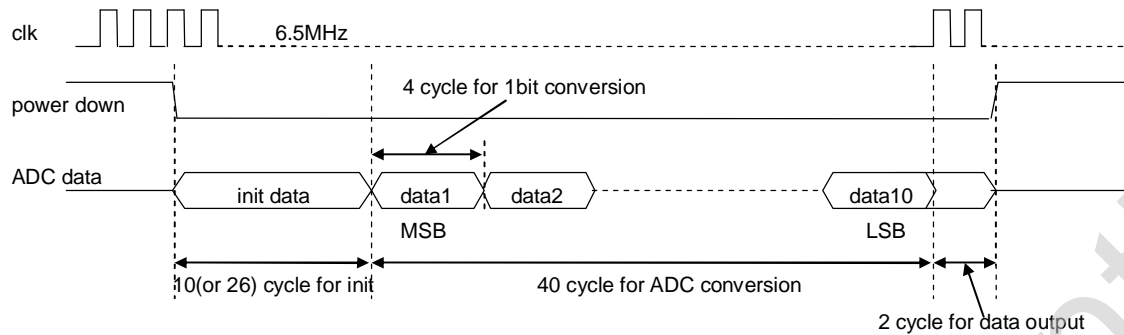 clk
6.5MHz
4 cycle for 1bit conversion
power down
ADC data
init data
data1
data2
data10
MSB
LSB
10(or 26) cycle for init
40 cycle for ADC conversion
2 cycle for data output